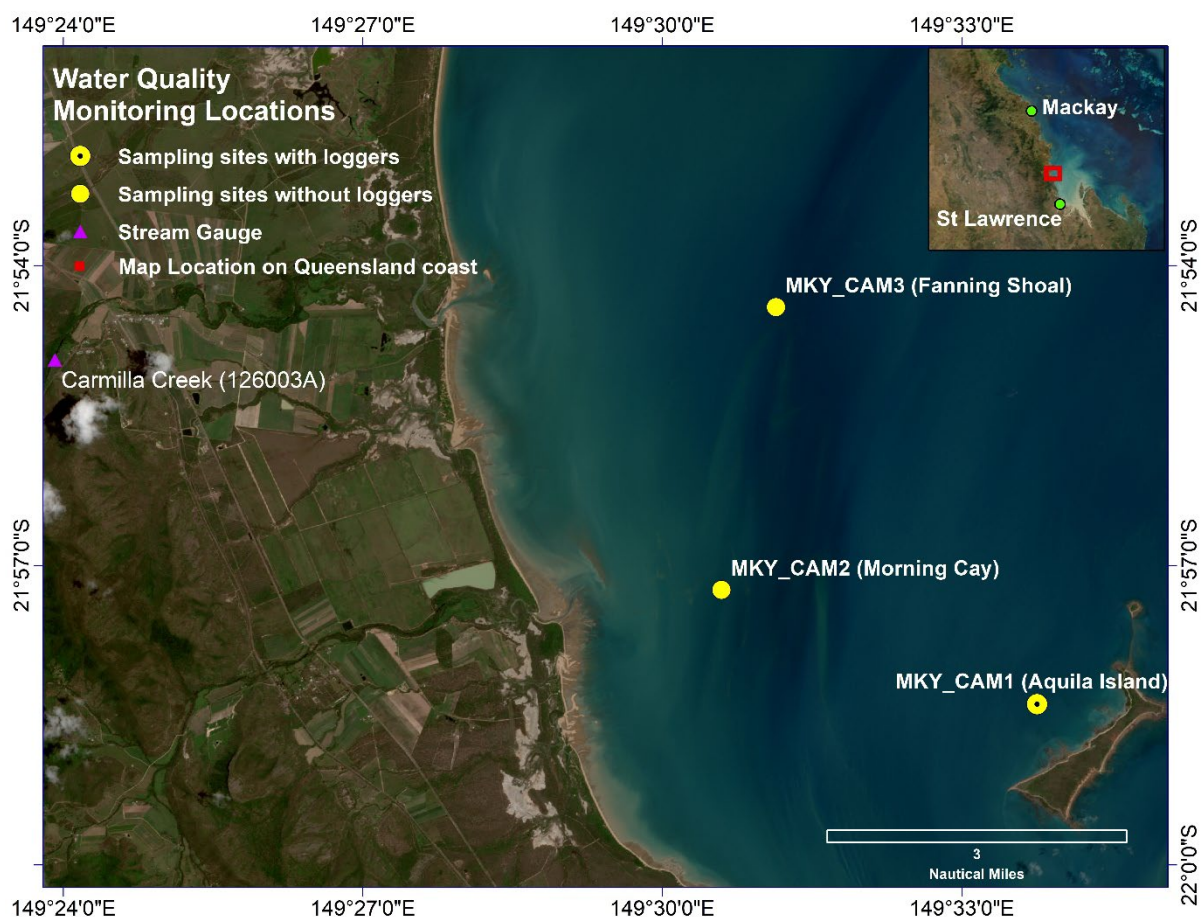 149°24'0"E
149°27'0"E
149°30'0"E
149°33'0"E
Water Quality
Monitoring Locations
Sampling sites with loggers
Sampling sites without loggers
Stream Gauge
Map Location on Queensland coast
Mackay
St Lawrence
21°54'0"S
21°54'0"S
MKY_CAM3 (Fanning Shoal)
Carmilla Creek (126003A)
21°57'0"S
21°57'0"S
MKY_CAM2 (Morning Cay)
MKY_CAM1 (Aquila Island)
3
Nautical Miles
22°0'0"S
149°24'0"E
149°27'0"E
149°30'0"E
149°33'0"E